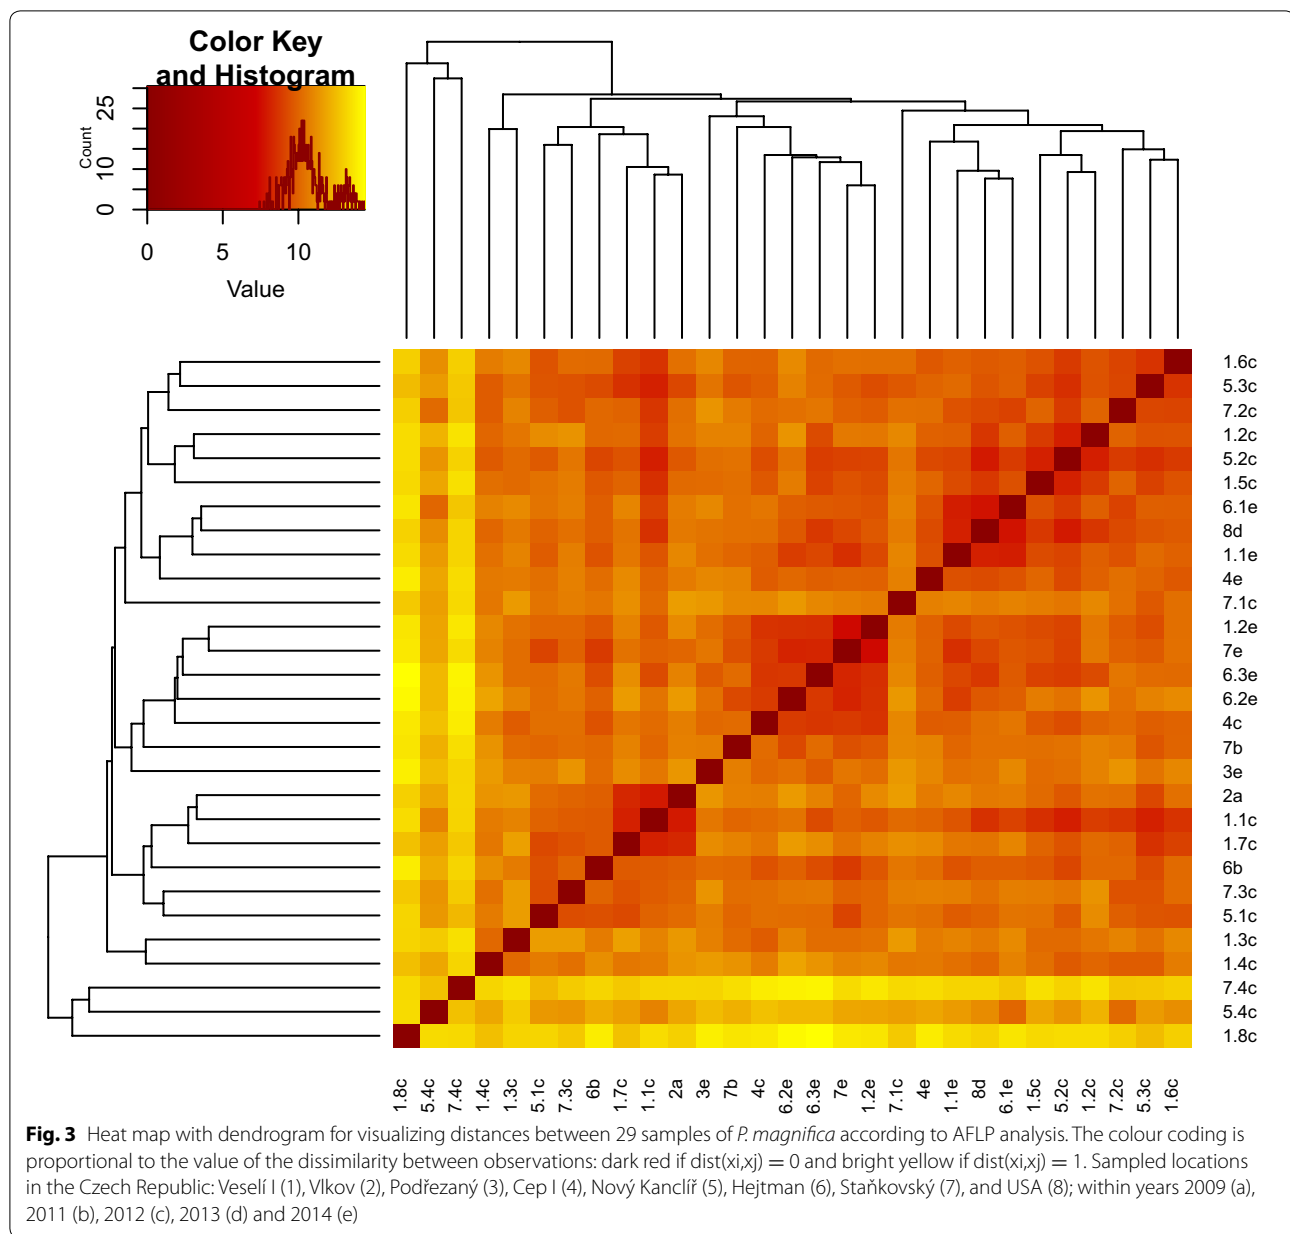 Color Key
and Histogram
Count
0 10 25
0 5 10
Value
1.6c
5.3c
7.2c
1.2c
5.2c
1.5c
6.1e
8d
1.1e
4e
7.1c
1.2e
7e
6.3e
6.2e
4c
7b
3e
2a
1.1c
1.7c
6b
7.3c
5.1c
1.3c
1.4c
7.4c
5.4c
1.8c
1.8c 5.4c 7.4c 1.4c 1.3c 5.1c 7.3c 6b 1.7c 1.1c 2a 3e 7b 4c 6.2e 6.3e 7e 1.2e 7.1c 4e 1.1e 8d 6.1e 1.5c 5.2c 1.2c 7.2c 5.3c 1.6c
Fig. 3 Heat map with dendrogram for visualizing distances between 29 samples of P. magnifica according to AFLP analysis. The colour coding is
proportional to the value of the dissimilarity between observations: dark red if dist(xi,xj) = 0 and bright yellow if dist(xi,xj) = 1. Sampled locations
in the Czech Republic: Veselí I (1), Vlkov (2), Podřezaný (3), Cep I (4), Nový Kanclíř (5), Hejtman (6), Staňkovský (7), and USA (8); within years 2009 (a),
2011 (b), 2012 (c), 2013 (d) and 2014 (e)